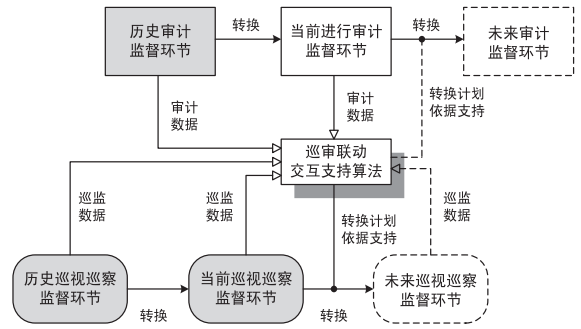 历史审计
监督环节
转换
当前进行审计
监督环节
转换
未来审计
监督环节
审计
数据
审计
数据
转换计划
依据支持
巡审联动
交互支持算法
巡监
数据
巡监
数据
转换计划
依据支持
巡监
数据
历史巡视巡察
监督环节
转换
当前巡视巡察
监督环节
转换
未来巡视巡察
监督环节